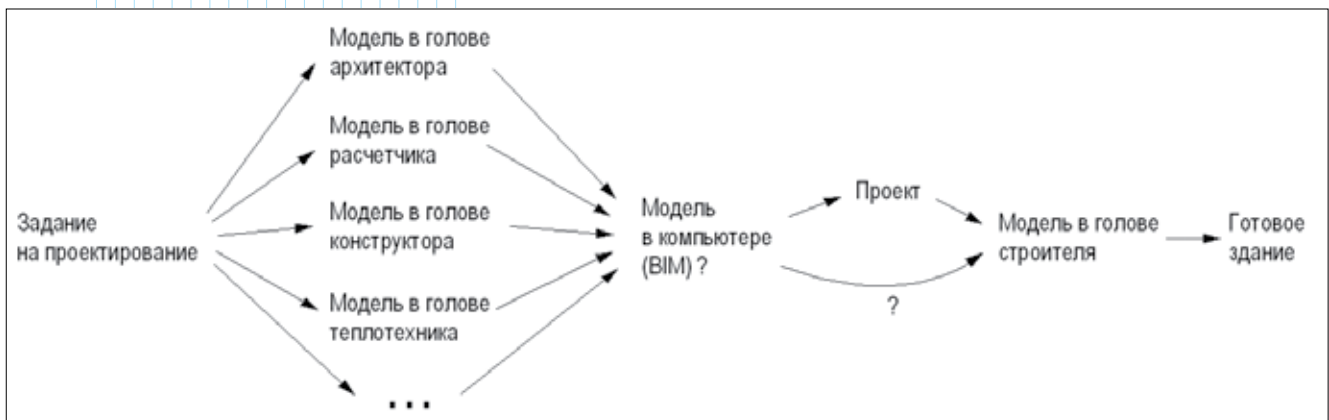 Модель в голове
архитектора
Модель в голове
расчетчика
Задание
на проектирование
Модель в голове
конструктора
Модель в голове
теплотехника
...
Модель
в компьютере
(BIM) ?
Проект
?
Модель в голове
строителя
Готовое
здание